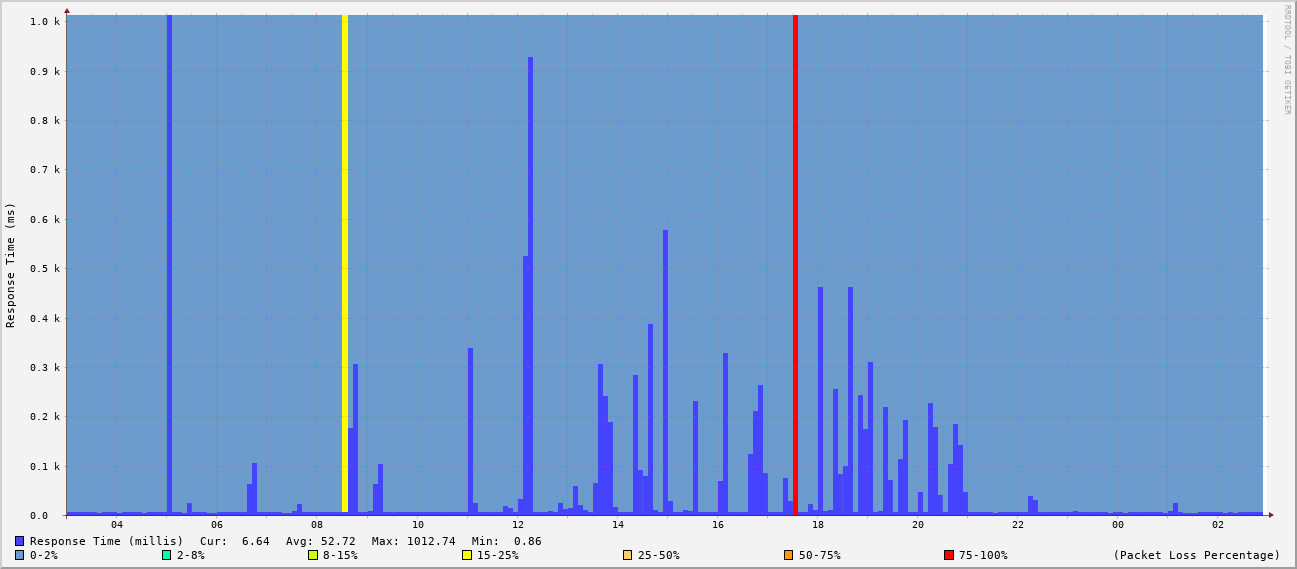 RRDTOOL / TOBI OETIKER
Response Time (ms)
1.0 k
0.9 k
0.8 k
0.7 k
0.6 k
0.5 k
0.4 k
0.3 k
0.2 k
0.1 k
0.0
04 06 08 10 12 14 16 18 20 22 00 02
Response Time (millis) Cur: 6.64 Avg: 52.72 Max: 1012.74 Min: 0.86
0-2% 2-8% 8-15% 15-25% 25-50% 50-75% 75-100% (Packet Loss Percentage)